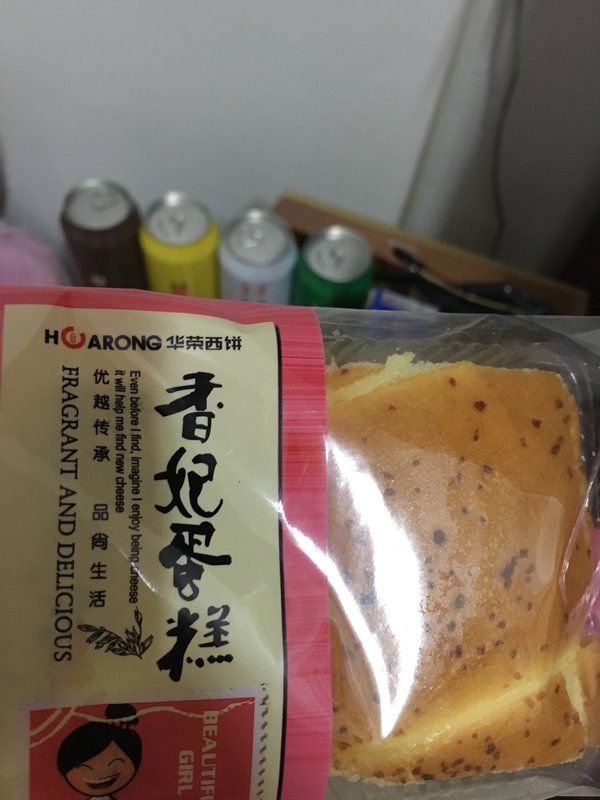 HOARONG 华荣西饼
香妃蛋糕
Even before I find, imagine I enjoy being cheese
it will help me find new cheese
优越传承 品尚生活
FRAGRANT AND DELICIOUS
BEAUTIFU
GIRL